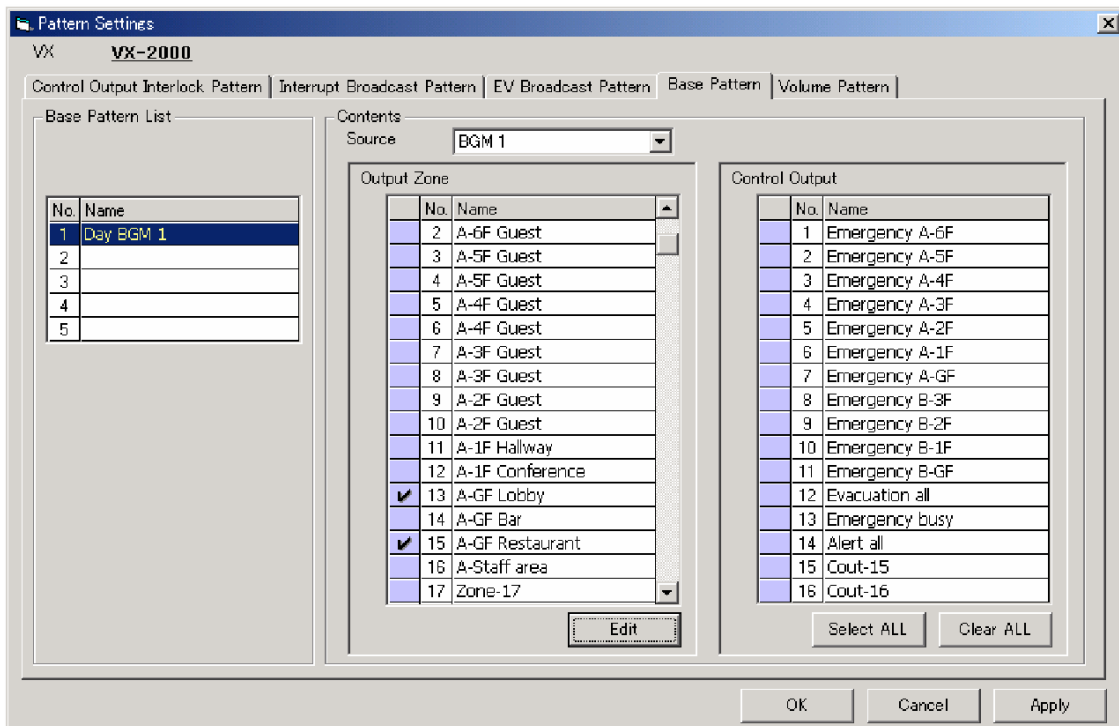 Pattern Settings
VX VX-2000
Control Output Interlock Pattern Interrupt Broadcast Pattern EV Broadcast Pattern Base Pattern Volume Pattern
Base Pattern List
No. Name
1 Day BGM 1
2
3
4
5
Contents
Source BGM 1
Output Zone
No. Name
2 A-6F Guest
3 A-5F Guest
4 A-5F Guest
5 A-4F Guest
6 A-4F Guest
7 A-3F Guest
8 A-3F Guest
9 A-2F Guest
10 A-2F Guest
11 A-1F Hallway
12 A-1F Conference
13 A-GF Lobby
14 A-GF Bar
15 A-GF Restaurant
16 A-Staff area
17 Zone-17
Edit
Control Output
No. Name
1 Emergency A-6F
2 Emergency A-5F
3 Emergency A-4F
4 Emergency A-3F
5 Emergency A-2F
6 Emergency A-1F
7 Emergency A-GF
8 Emergency B-3F
9 Emergency B-2F
10 Emergency B-1F
11 Emergency B-GF
12 Evacuation all
13 Emergency busy
14 Alert all
15 Cout-15
16 Cout-16
Select ALL Clear ALL
OK Cancel Apply